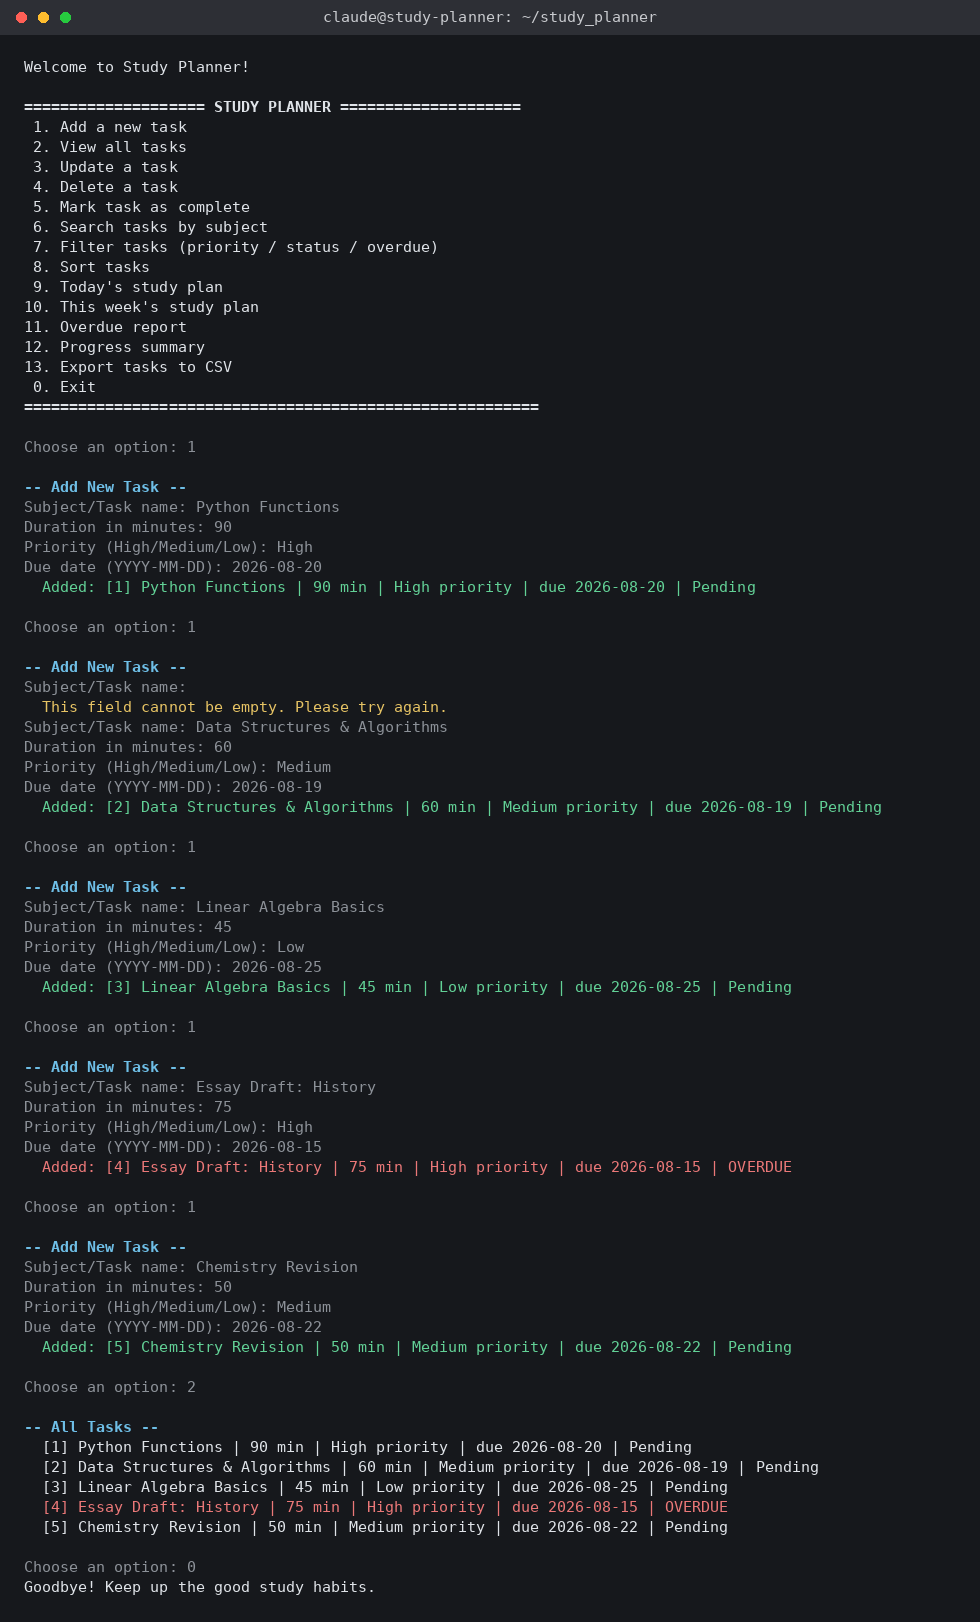 claude@study-planner: ~/study_planner
Welcome to Study Planner!
==================== STUDY PLANNER ====================
1. Add a new task
2. View all tasks
3. Update a task
4. Delete a task
5. Mark task as complete
6. Search tasks by subject
7. Filter tasks (priority / status / overdue)
8. Sort tasks
9. Today's study plan
10. This week's study plan
11. Overdue report
12. Progress summary
13. Export tasks to CSV
0. Exit
=========================================================
Choose an option: 1
-- Add New Task --
Subject/Task name: Python Functions
Duration in minutes: 90
Priority (High/Medium/Low): High
Due date (YYYY-MM-DD): 2026-08-20
Added: [1] Python Functions | 90 min | High priority | due 2026-08-20 | Pending
Choose an option: 1
-- Add New Task --
Subject/Task name:
This field cannot be empty. Please try again.
Subject/Task name: Data Structures & Algorithms
Duration in minutes: 60
Priority (High/Medium/Low): Medium
Due date (YYYY-MM-DD): 2026-08-19
Added: [2] Data Structures & Algorithms | 60 min | Medium priority | due 2026-08-19 | Pending
Choose an option: 1
-- Add New Task --
Subject/Task name: Linear Algebra Basics
Duration in minutes: 45
Priority (High/Medium/Low): Low
Due date (YYYY-MM-DD): 2026-08-25
Added: [3] Linear Algebra Basics | 45 min | Low priority | due 2026-08-25 | Pending
Choose an option: 1
-- Add New Task --
Subject/Task name: Essay Draft: History
Duration in minutes: 75
Priority (High/Medium/Low): High
Due date (YYYY-MM-DD): 2026-08-15
Added: [4] Essay Draft: History | 75 min | High priority | due 2026-08-15 | OVERDUE
Choose an option: 1
-- Add New Task --
Subject/Task name: Chemistry Revision
Duration in minutes: 50
Priority (High/Medium/Low): Medium
Due date (YYYY-MM-DD): 2026-08-22
Added: [5] Chemistry Revision | 50 min | Medium priority | due 2026-08-22 | Pending
Choose an option: 2
-- All Tasks --
[1] Python Functions | 90 min | High priority | due 2026-08-20 | Pending
[2] Data Structures & Algorithms | 60 min | Medium priority | due 2026-08-19 | Pending
[3] Linear Algebra Basics | 45 min | Low priority | due 2026-08-25 | Pending
[4] Essay Draft: History | 75 min | High priority | due 2026-08-15 | OVERDUE
[5] Chemistry Revision | 50 min | Medium priority | due 2026-08-22 | Pending
Choose an option: 0
Goodbye! Keep up the good study habits.